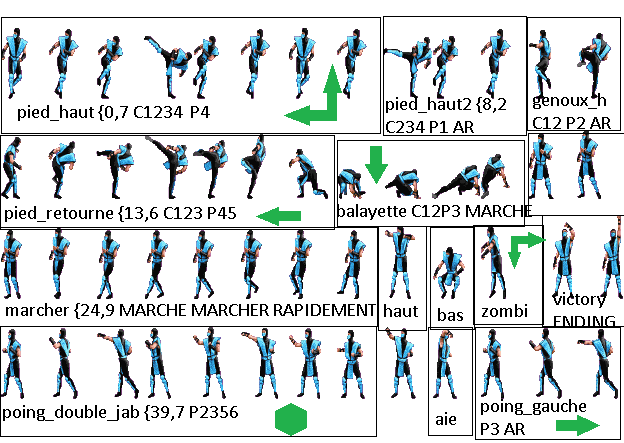 pied_haut {0,7 C1234 P4
pied_haut2 {8,2
C234 P1 AR
genoux_h
C12 P2 AR
pied_retourne {13,6 C123 P45
balayette C12P3 MARCHE
marcher {24,9 MARCHE MARCHER RAPIDEMENT
haut
bas
zombi
victory
ENDING
poing_double_jab {39,7 P2356
aie
poing_gauche
P3 AR